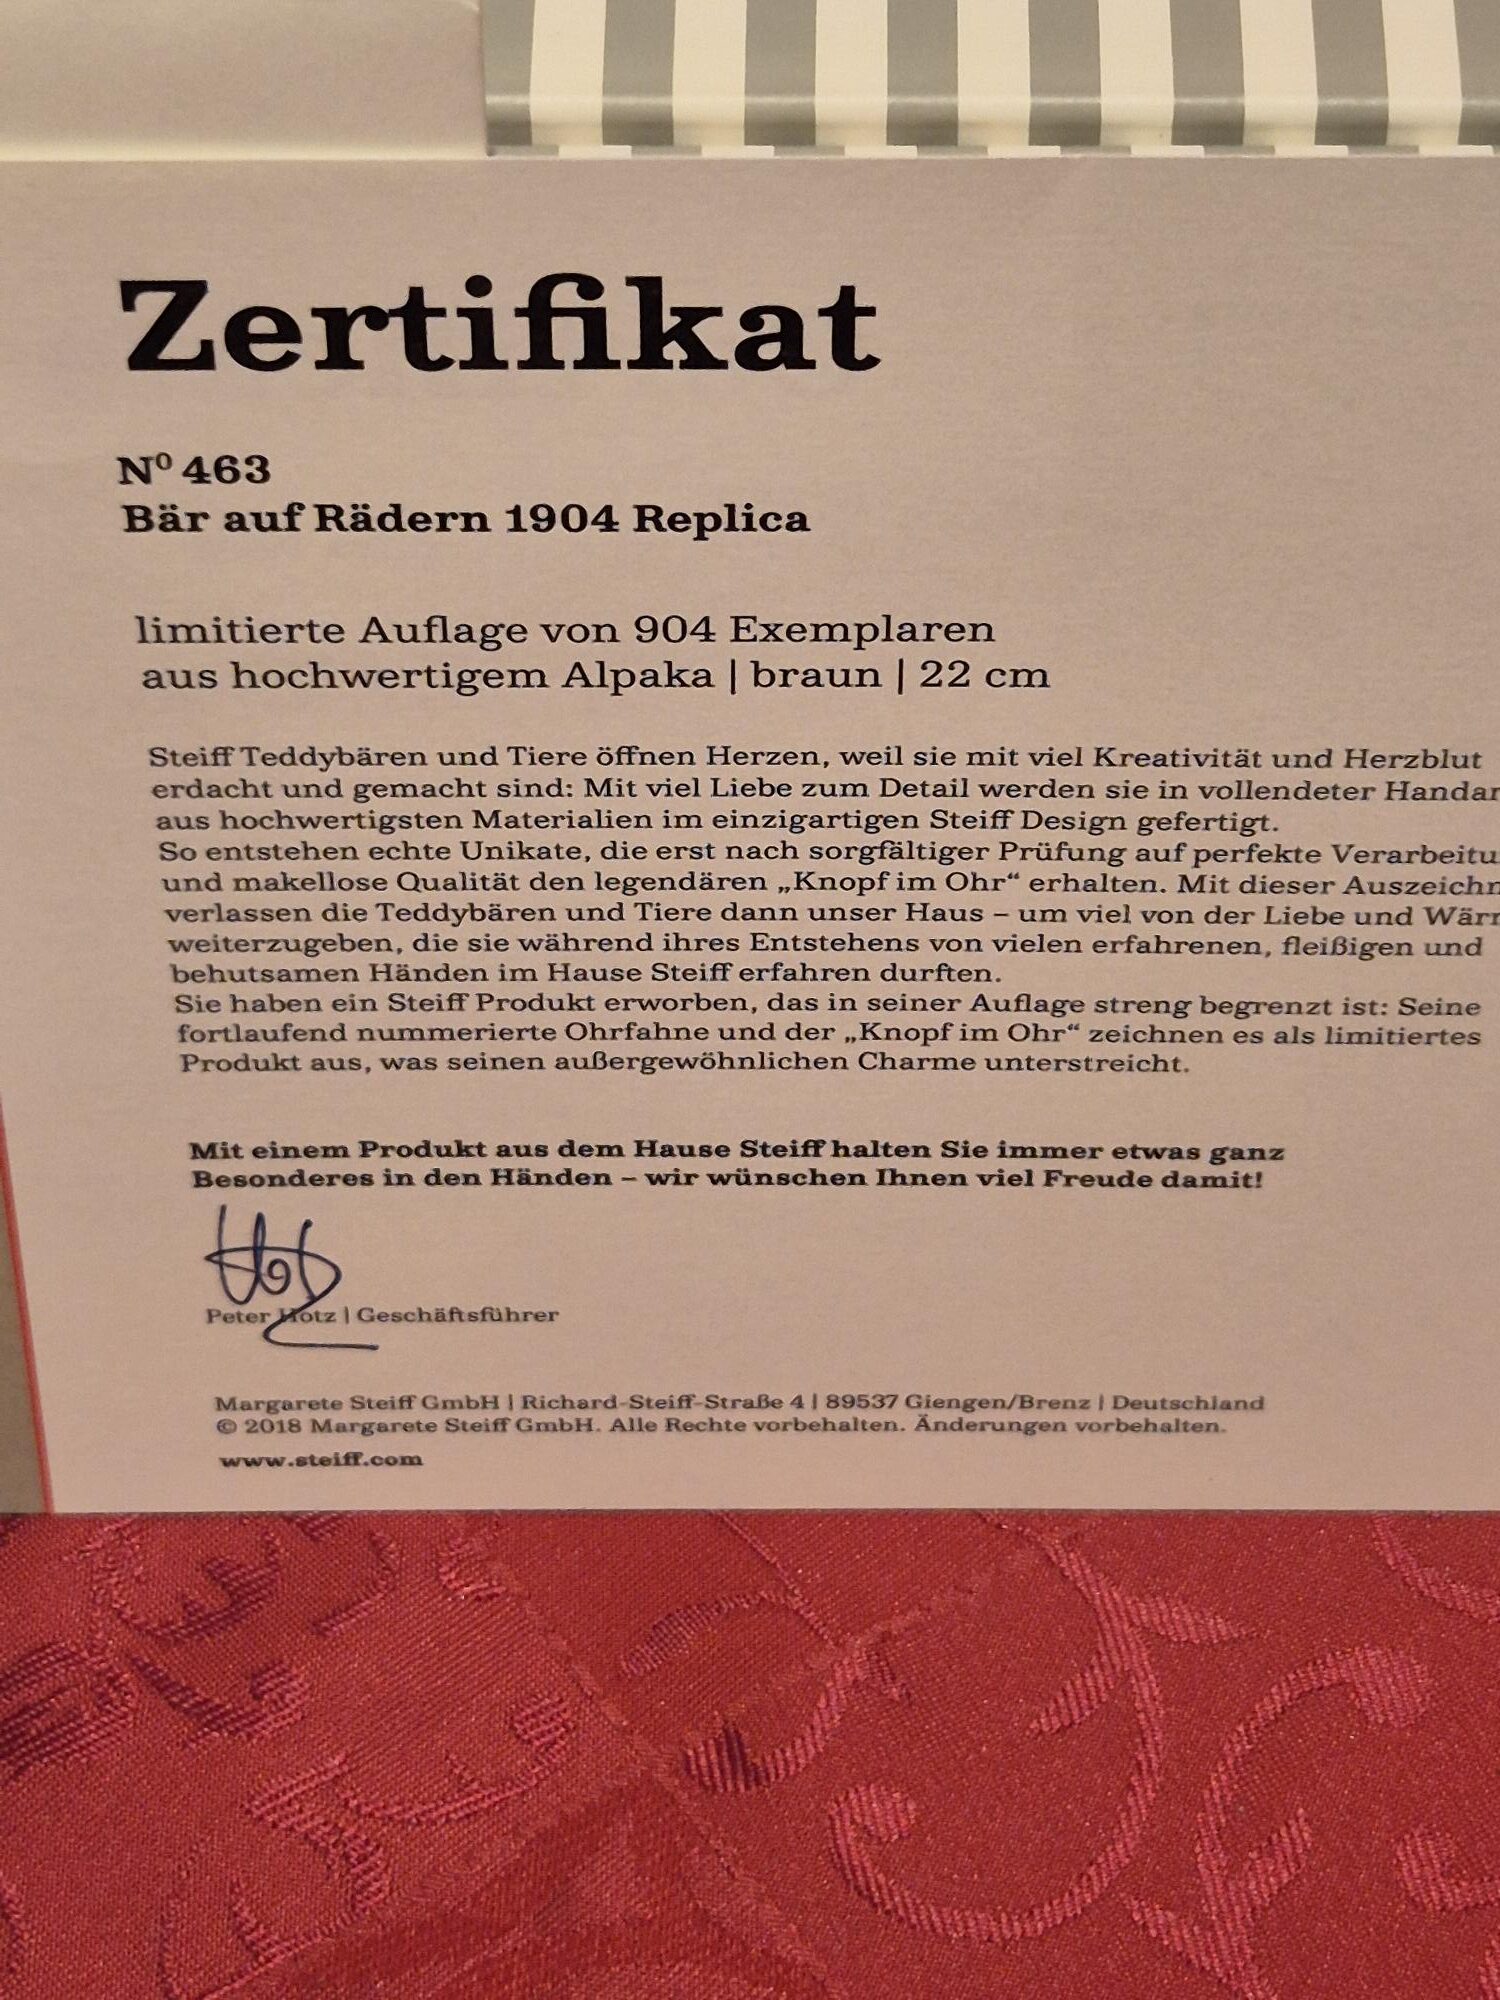 Zertifikat
Nº 463
Bär auf Rädern 1904 Replica
limitierte Auflage von 904 Exemplaren
aus hochwertigem Alpaka | braun | 22 cm
Steiff Teddybären und Tiere öffnen Herzen, weil sie mit viel Kreativität und Herzblut
erdacht und gemacht sind: Mit viel Liebe zum Detail werden sie in vollendeter
aus hochwertigsten Materialien im einzigartigen Steiff Design gefertigt.
So entstehen echte Unikate, die erst nach sorgfältiger Prüfung auf perfekte
und makellose Qualität den legendären „Knopf im Ohr“ erhalten. Mit dieser
verlassen die Teddybären und Tiere dann unser Haus – um viel von der Liebe und
weiterzugeben, die sie während ihres Entstehens von vielen erfahrenen, fleißigen und
behutsamen Händen im Hause Steiff erfahren durften.
Sie haben ein Steiff Produkt erworben, das in seiner Auflage streng begrenzt ist: Seine
fortlaufend nummerierte Ohrfahne und der „Knopf im Ohr“ zeichnen es als limitiertes
Produkt aus, was seinen außergewöhnlichen Charme unterstreicht.
Mit einem Produkt aus dem Hause Steiff halten Sie immer etwas ganz
Besonderes in den Händen – wir wünschen Ihnen viel Freude damit!
Peter Hotz | Geschäftsführer
Margarete Steiff GmbH | Richard-Steiff-Straße 4 | 89537 Giengen/Brenz | Deutschland
© 2018 Margarete Steiff GmbH. Alle Rechte vorbehalten. Änderungen vorbehalten.
www.steiff.com